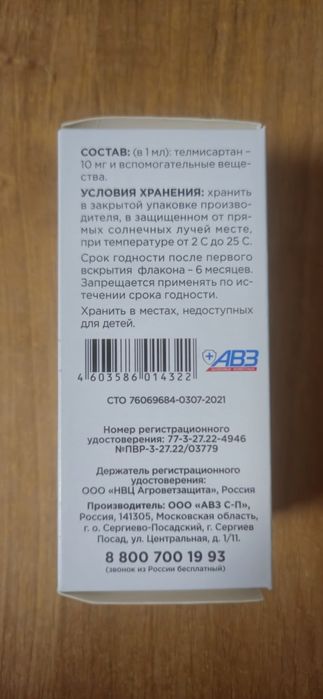 СОСТАВ: (в 1 мл): телмисартан –
10 мг и вспомогательные веще-
ства.
УСЛОВИЯ ХРАНЕНИЯ: хранить
в закрытой упаковке произво-
дителя, в защищенном от пря-
мых солнечных лучей месте,
при температуре от 2 С до 25 С.
Срок годности после первого
вскрытия флакона – 6 месяцев.
Запрещается применять по ис-
течении срока годности.
Хранить в местах, недоступных
для детей.
АВЗ
4 603586 014322
СТО 76069684-0307-2021
Номер регистрационного
удостоверения: 77-3-27.22-4946
№ПВР-3-27.22/03779
Держатель регистрационного
удостоверения:
ООО «НВЦ Агроветзащита», Россия
Производитель: ООО «АВЗ С-П»,
Россия, 141305, Московская область,
г. о. Сергиево-Посадский, г. Сергиев
Посад, ул. Центральная, д. 1/11.
8 800 700 19 93
(звонок из России бесплатный)